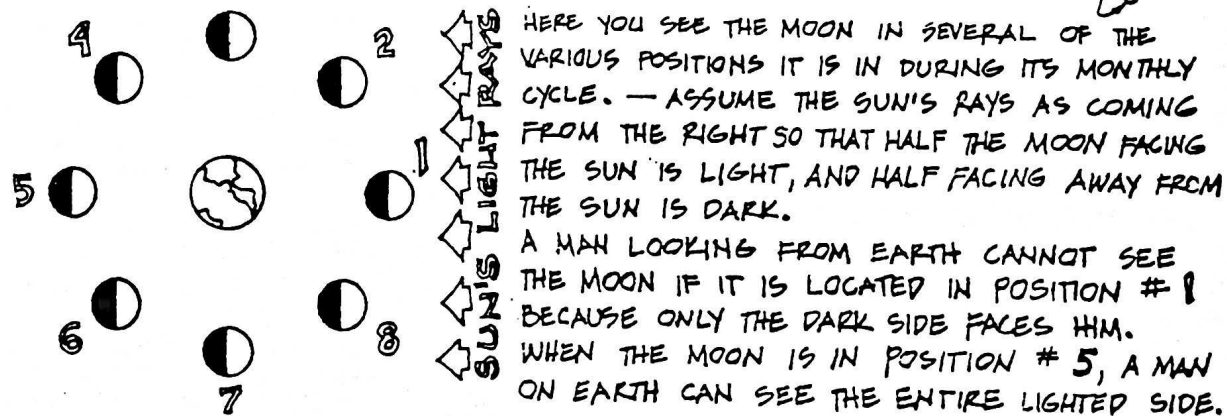 4
2
1
5
6
8
7
SUN'S LIGHT RAYS
HERE YOU SEE THE MOON IN SEVERAL OF THE
VARIOUS POSITIONS IT IS IN DURING ITS MONTHLY
CYCLE. — ASSUME THE SUN'S RAYS AS COMING
FROM THE RIGHT SO THAT HALF THE MOON FACING
THE SUN IS LIGHT, AND HALF FACING AWAY FROM
THE SUN IS DARK.
A MAN LOOKING FROM EARTH CANNOT SEE
THE MOON IF IT IS LOCATED IN POSITION # 1
BECAUSE ONLY THE DARK SIDE FACES HIM.
WHEN THE MOON IS IN POSITION # 5, A MAN
ON EARTH CAN SEE THE ENTIRE LIGHTED SIDE.